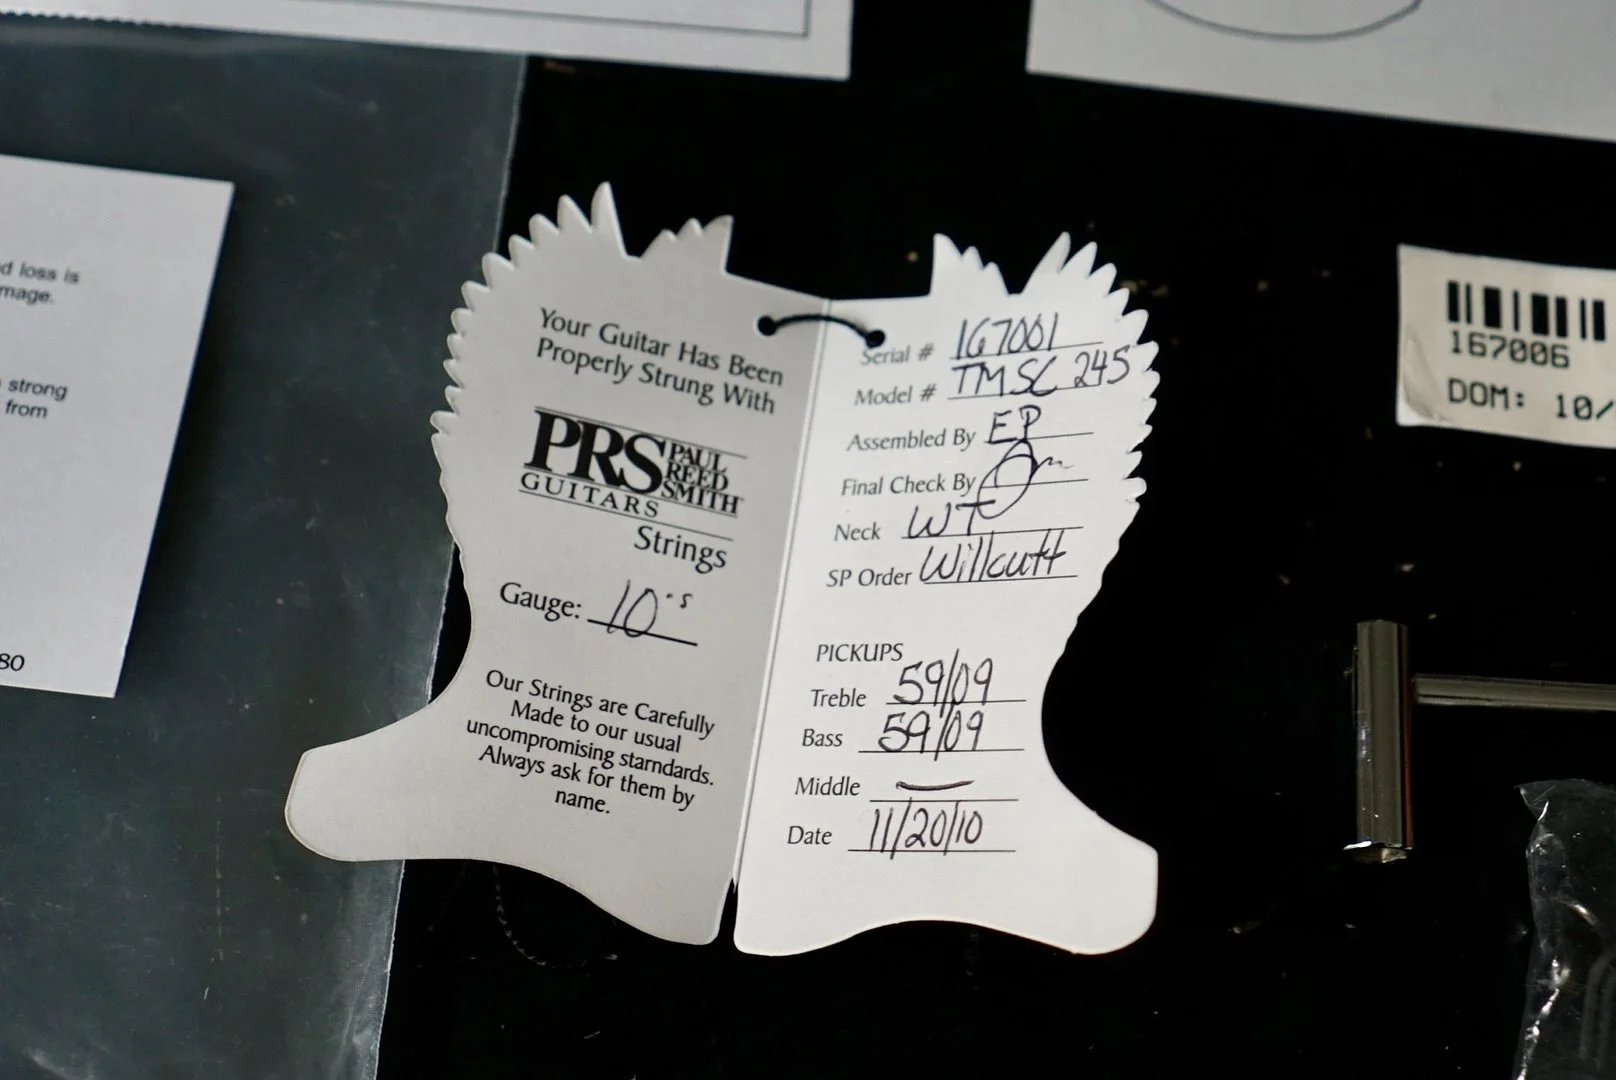 d loss is
mage.
strong
from
80
Your Guitar Has Been
Properly Strung With
PRS PAUL
REED
SMITH
GUITARS
Strings
Gauge: 10's
Our Strings are Carefully
Made to our usual
uncompromising starndards.
Always ask for them by
name.
Serial # 167001
Model # TMSC 245
Assembled By EP
Final Check By
Neck WT
SP Order Willcutt
PICKUPS
Treble 59/09
Bass 59/09
Middle —
Date 11/20/10
167006
DOM: 10/